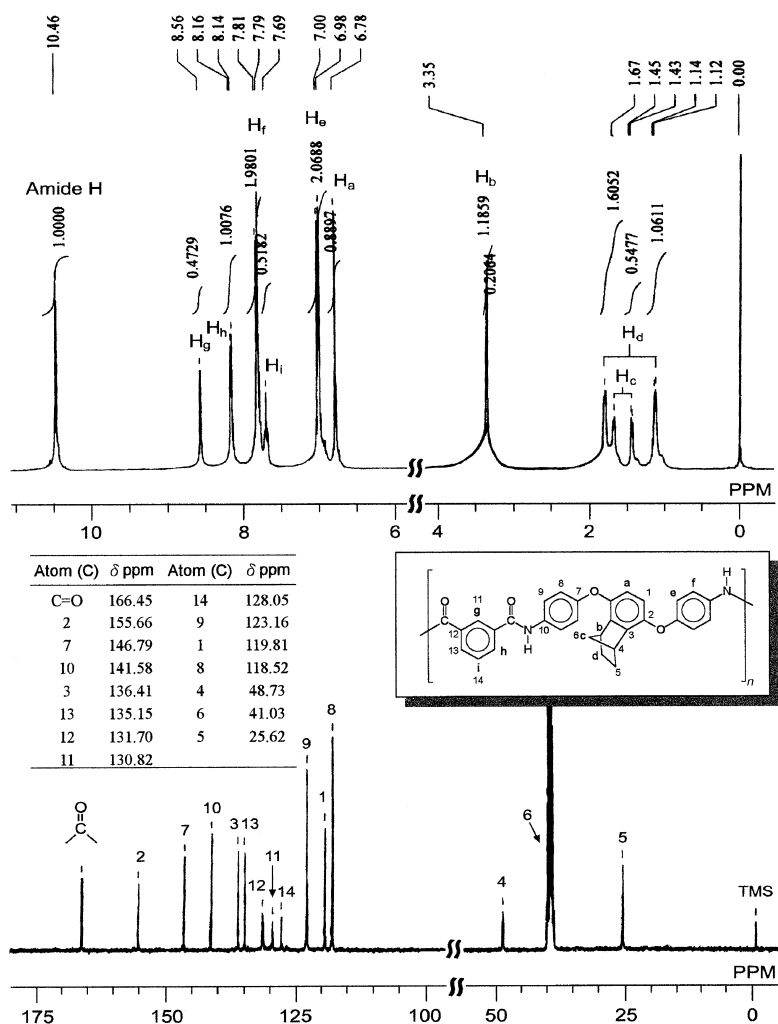 10.46 8.56 8.16 8.14 7.81 7.79 7.69 7.00 6.98 6.78 3.35 1.67 1.45 1.43 1.14 1.12 0.00
Amide H Hg Hh Hf Hi He Ha Hb Hd Hc
1.0000 0.4729 1.0076 1.9801 0.5182 2.0688 0.8897 1.1859 0.2064 1.6052 0.5477 1.0611
PPM
10 8 6 4 2 0
Atom (C) δ ppm Atom (C) δ ppm
C=O 166.45 14 128.05
2 155.66 9 123.16
7 146.79 1 119.81
10 141.58 8 118.52
3 136.41 4 48.73
13 135.15 6 41.03
12 131.70 5 25.62
11 130.82
O 12 13 14 11 g h O N H 10 9 8 7 O a 1 2 3 4 b 6c d 5 O e f H N n
O C 2 7 10 3 13 12 11 14 9 1 8 4 6 5 TMS
PPM
175 150 125 100 50 25 0